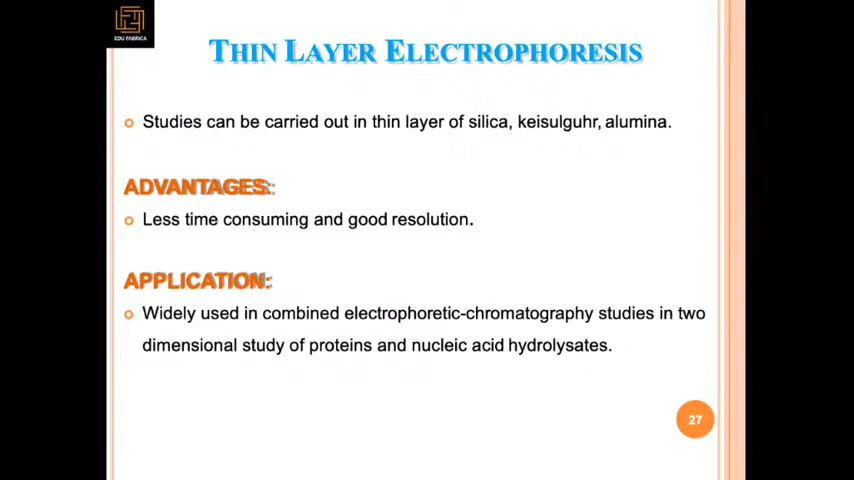 EDU FABRICA
THIN LAYER ELECTROPHORESIS
Studies can be carried out in thin layer of silica, keisulguhr, alumina.
ADVANTAGES:
Less time consuming and good resolution.
APPLICATION:
Widely used in combined electrophoretic-chromatography studies in two
dimensional study of proteins and nucleic acid hydrolysates.
27